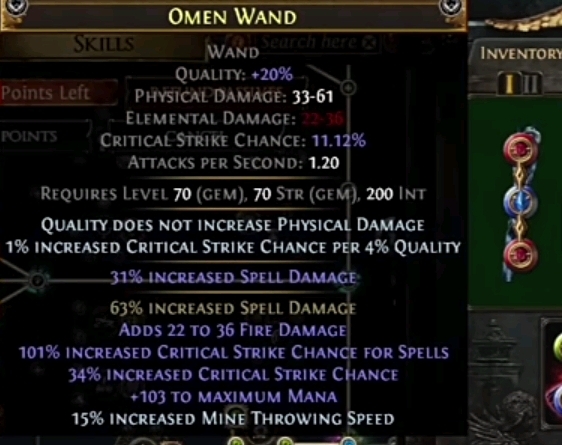 OMEN WAND
SKILLS
Search here
WAND
QUALITY: +20%
Points Left
PHYSICAL DAMAGE: 33-61
ELEMENTAL DAMAGE: 22-36
POINTS
CANCEL
CRITICAL STRIKE CHANCE: 11.12%
ATTACKS PER SECOND: 1.20
REQUIRES LEVEL 70 (GEM), 70 STR (GEM), 200 INT
QUALITY DOES NOT INCREASE PHYSICAL DAMAGE
1% INCREASED CRITICAL STRIKE CHANCE PER 4% QUALITY
31% INCREASED SPELL DAMAGE
63% INCREASED SPELL DAMAGE
ADDS 22 TO 36 FIRE DAMAGE
101% INCREASED CRITICAL STRIKE CHANCE FOR SPELLS
34% INCREASED CRITICAL STRIKE CHANCE
+103 TO MAXIMUM MANA
15% INCREASED MINE THROWING SPEED
INVENTORY
I II